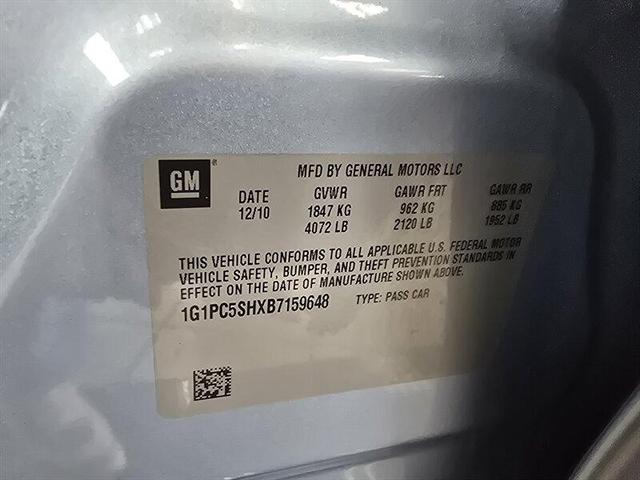 MFD BY GENERAL MOTORS LLC
GM®
DATE GVWR GAWR FRT GAWR RR
12/10 1847 KG 962 KG 885 KG
4072 LB 2120 LB 1952 LB
THIS VEHICLE CONFORMS TO ALL APPLICABLE U.S. FEDERAL MOTOR
VEHICLE SAFETY, BUMPER, AND THEFT PREVENTION STANDARDS IN
EFFECT ON THE DATE OF MANUFACTURE SHOWN ABOVE.
1G1PC5SHXB7159648 TYPE: PASS CAR